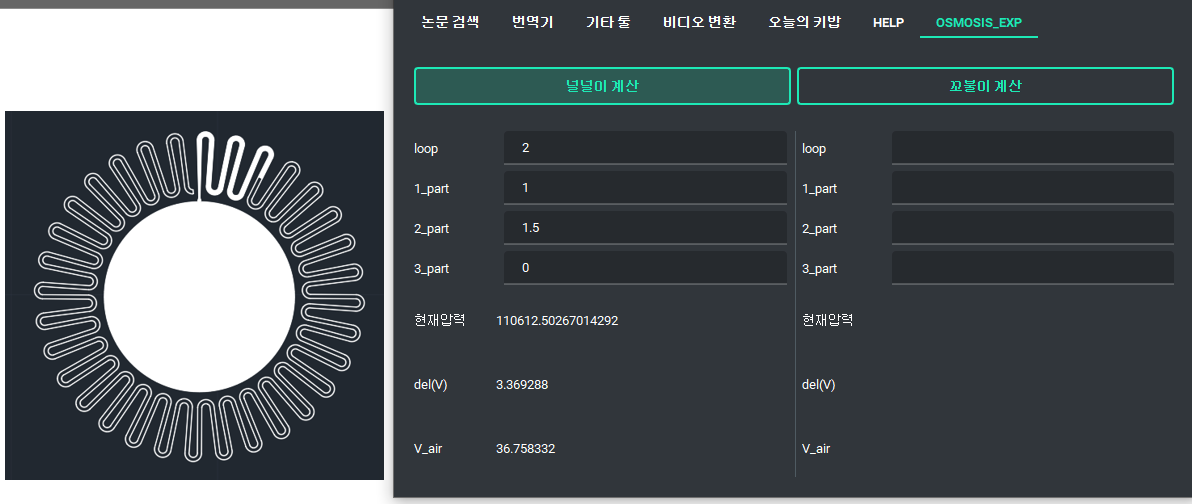 논문 검색 번역기 기타 툴 비디오 변환 오늘의 키밥 HELP OSMOSIS_EXP
널널이 계산 꼬불이 계산
loop 2 loop
1_part 1 1_part
2_part 1.5 2_part
3_part 0 3_part
현재압력 110612.50267014292 현재압력
del(V) 3.369288 del(V)
V_air 36.758332 V_air